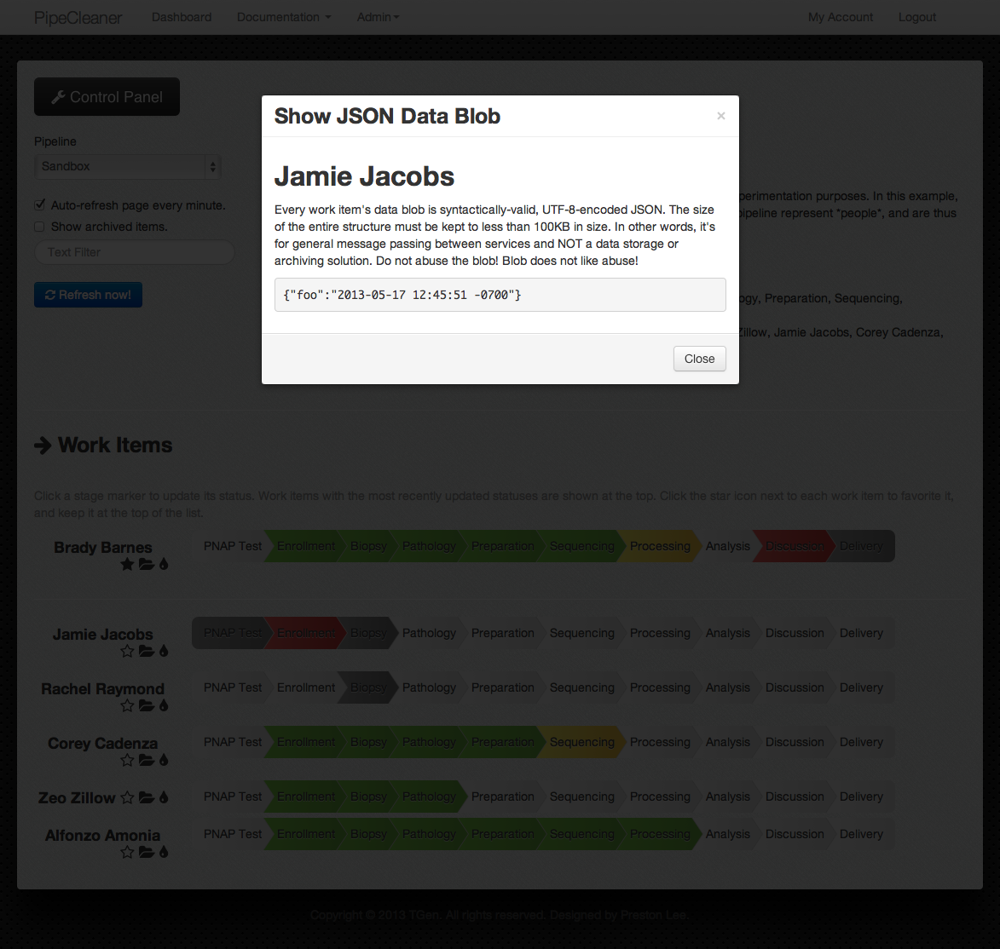 PipeCleaner Dashboard Documentation Admin My Account Logout
Control Panel
Pipeline
Sandbox
Auto-refresh page every minute.
Show archived items.
Text Filter
Refresh now!
Show JSON Data Blob ×
Jamie Jacobs
Every work item's data blob is syntactically-valid, UTF-8-encoded JSON. The size
of the entire structure must be kept to less than 100KB in size. In other words, it's
for general message passing between services and NOT a data storage or
archiving solution. Do not abuse the blob! Blob does not like abuse!
{"foo":"2013-05-17 12:45:51 -0700"}
Close
perimentation purposes. In this example,
pipeline represent *people*, and are thus
ogy, Preparation, Sequencing,
Zillow, Jamie Jacobs, Corey Cadenza,
Work Items
Click a stage marker to update its status. Work items with the most recently updated statuses are shown at the top. Click the star icon next to each work item to favorite it,
and keep it at the top of the list.
Brady Barnes PNAP Test Enrollment Biopsy Pathology Preparation Sequencing Processing Analysis Discussion Delivery
Jamie Jacobs PNAP Test Enrollment Biopsy Pathology Preparation Sequencing Processing Analysis Discussion Delivery
Rachel Raymond PNAP Test Enrollment Biopsy Pathology Preparation Sequencing Processing Analysis Discussion Delivery
Corey Cadenza PNAP Test Enrollment Biopsy Pathology Preparation Sequencing Processing Analysis Discussion Delivery
Zeo Zillow PNAP Test Enrollment Biopsy Pathology Preparation Sequencing Processing Analysis Discussion Delivery
Alfonzo Amonia PNAP Test Enrollment Biopsy Pathology Preparation Sequencing Processing Analysis Discussion Delivery
Copyright © 2013 TGen. All rights reserved. Designed by Preston Lee.